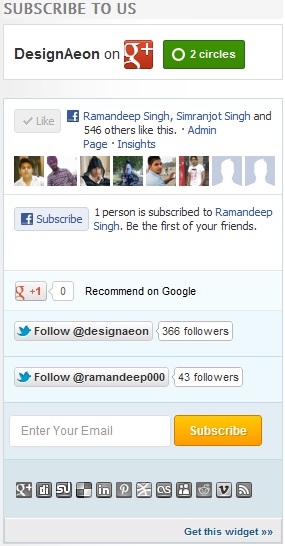 SUBSCRIBE TO US
DesignAeon on g+ 2 circles
Like Ramandeep Singh, Simranjot Singh and
546 others like this. · Admin
Page · Insights
Subscribe 1 person is subscribed to Ramandeep
Singh. Be the first of your friends.
g +1 0 Recommend on Google
Follow @designaeon 366 followers
Follow @ramandeep000 43 followers
Enter Your Email Subscribe
Get this widget »»